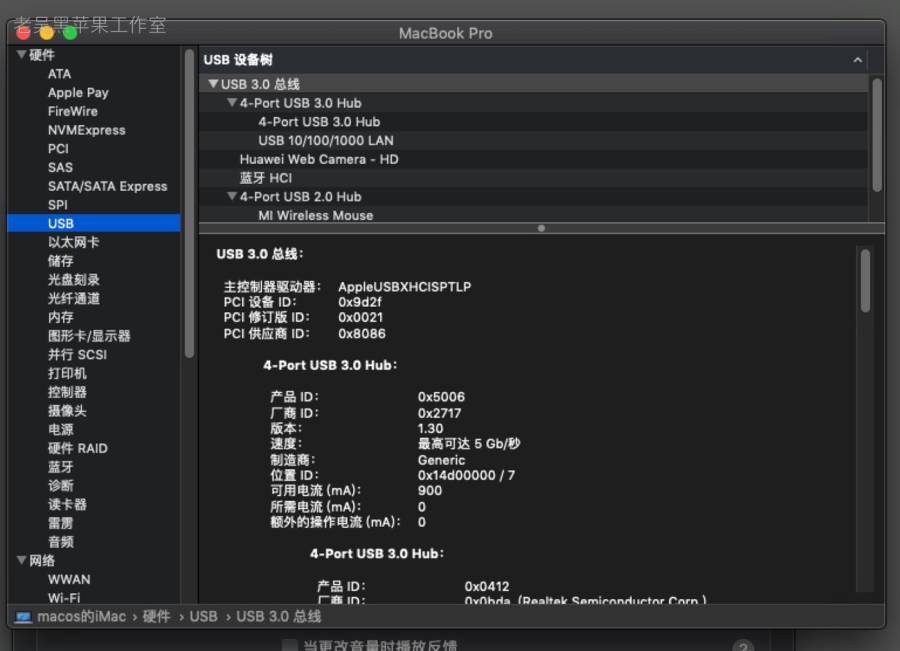 老吴黑苹果工作室
MacBook Pro
硬件
ATA
Apple Pay
FireWire
NVMExpress
PCI
SAS
SATA/SATA Express
SPI
USB
以太网卡
储存
光盘刻录
光纤通道
内存
图形卡/显示器
并行 SCSI
打印机
控制器
摄像头
电源
硬件 RAID
蓝牙
诊断
读卡器
雷雳
音频
网络
WWAN
Wi-Fi
USB 设备树
USB 3.0 总线
4-Port USB 3.0 Hub
4-Port USB 3.0 Hub
USB 10/100/1000 LAN
Huawei Web Camera - HD
蓝牙 HCI
4-Port USB 2.0 Hub
MI Wireless Mouse
USB 3.0 总线：
主控制器驱动器： AppleUSBXHCISPTLP
PCI 设备 ID： 0x9d2f
PCI 修订版 ID： 0x0021
PCI 供应商 ID： 0x8086
4-Port USB 3.0 Hub：
产品 ID： 0x5006
厂商 ID： 0x2717
版本： 1.30
速度： 最高可达 5 Gb/秒
制造商： Generic
位置 ID： 0x14d00000 / 7
可用电流 (mA)： 900
所需电流 (mA)： 0
额外的操作电流 (mA)： 0
4-Port USB 3.0 Hub：
产品 ID： 0x0412
厂商 ID： 0x0bda (Realtek Semiconductor Corp.)
macos的iMac › 硬件 › USB › USB 3.0 总线
当更改音量时播放反馈
?